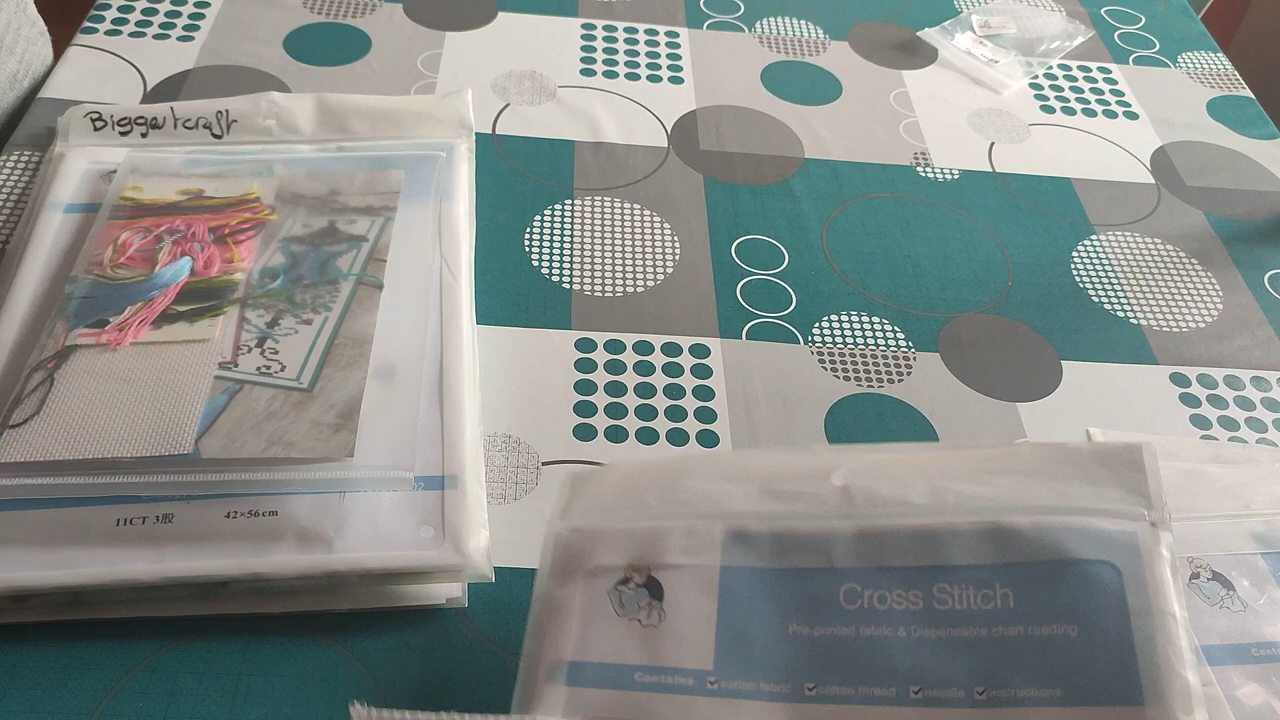 Biggartcraft
11CT 3股 42×56cm
Cross Stitch
Pre-printed fabric & Dispensable chart reading
Contains cotton fabric cotton thread needle instructions